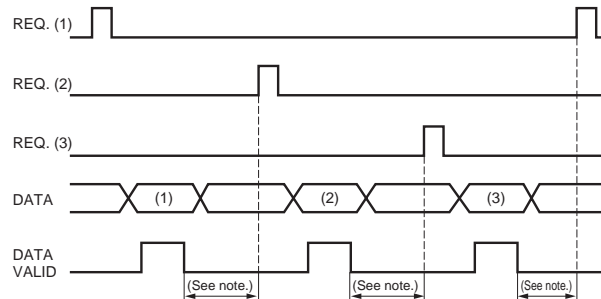 REQ. (1)
REQ. (2)
REQ. (3)
DATA
(1)
(2)
(3)
DATA
VALID
(See note.)
(See note.)
(See note.)